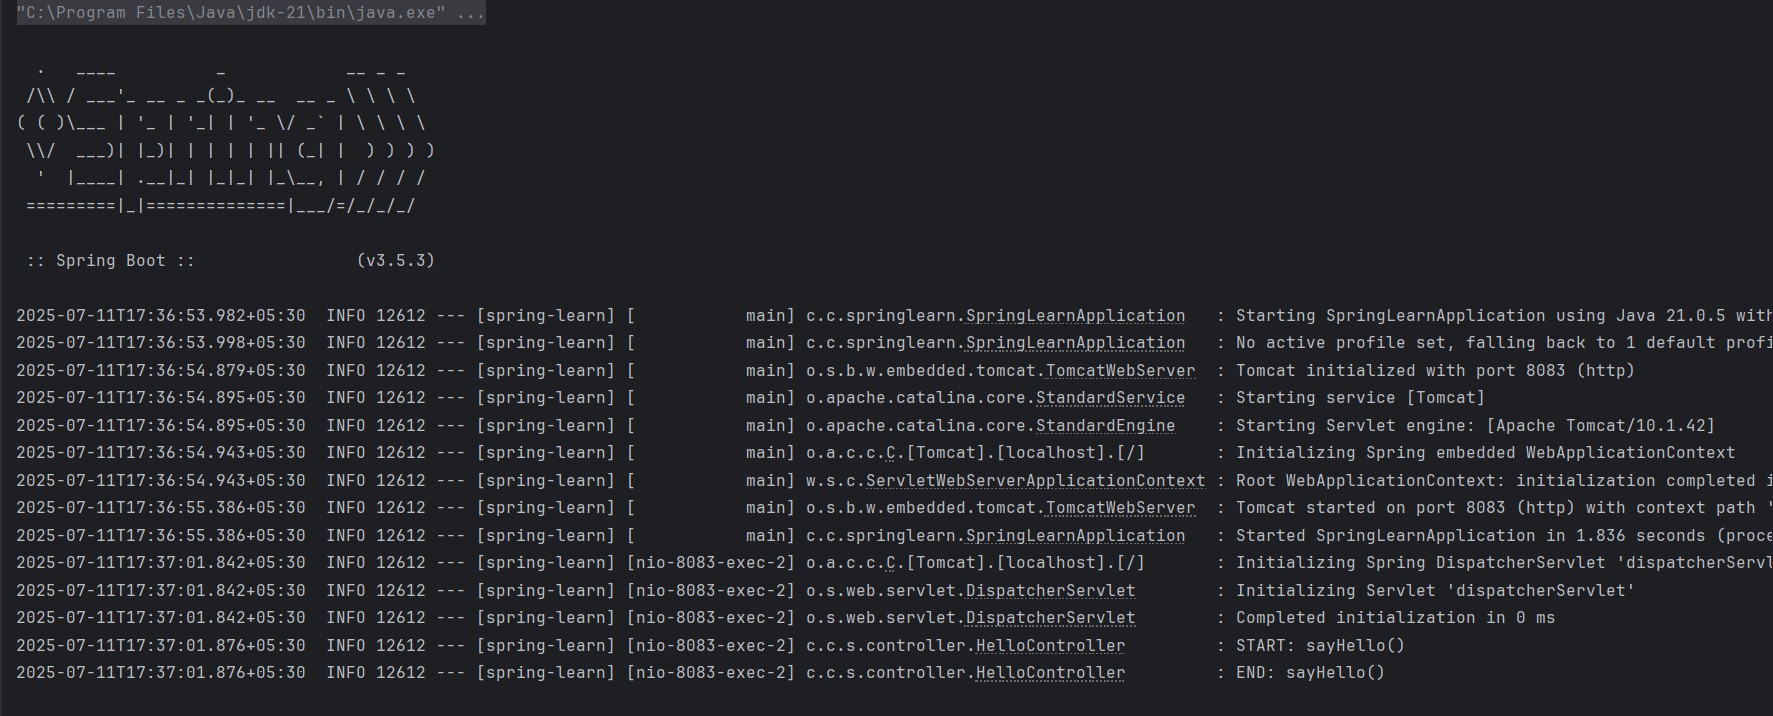 "C:\Program Files\Java\jdk-21\bin\java.exe" ...
  .   ____          _            __ _ _
 /\\ / ___'_ __ _ _(_)_ __  __ _ \ \ \ \
( ( )\___ | '_ | '_| | '_ \/ _` | \ \ \ \
 \\/  ___)| |_)| | | | | || (_| |  ) ) ) )
  '  |____| .__|_| |_|_| |_\__, | / / / /
 =========|_|==============|___/=/_/_/_/
 :: Spring Boot ::                (v3.5.3)
2025-07-11T17:36:53.982+05:30  INFO 12612 --- [spring-learn] [           main] c.c.springlearn.SpringLearnApplication   : Starting SpringLearnApplication using Java 21.0.5 with
2025-07-11T17:36:53.998+05:30  INFO 12612 --- [spring-learn] [           main] c.c.springlearn.SpringLearnApplication   : No active profile set, falling back to 1 default profi
2025-07-11T17:36:54.879+05:30  INFO 12612 --- [spring-learn] [           main] o.s.b.w.embedded.tomcat.TomcatWebServer  : Tomcat initialized with port 8083 (http)
2025-07-11T17:36:54.895+05:30  INFO 12612 --- [spring-learn] [           main] o.apache.catalina.core.StandardService   : Starting service [Tomcat]
2025-07-11T17:36:54.895+05:30  INFO 12612 --- [spring-learn] [           main] o.apache.catalina.core.StandardEngine    : Starting Servlet engine: [Apache Tomcat/10.1.42]
2025-07-11T17:36:54.943+05:30  INFO 12612 --- [spring-learn] [           main] o.a.c.c.C.[Tomcat].[localhost].[/]       : Initializing Spring embedded WebApplicationContext
2025-07-11T17:36:54.943+05:30  INFO 12612 --- [spring-learn] [           main] w.s.c.ServletWebServerApplicationContext : Root WebApplicationContext: initialization completed i
2025-07-11T17:36:55.386+05:30  INFO 12612 --- [spring-learn] [           main] o.s.b.w.embedded.tomcat.TomcatWebServer  : Tomcat started on port 8083 (http) with context path '
2025-07-11T17:36:55.386+05:30  INFO 12612 --- [spring-learn] [           main] c.c.springlearn.SpringLearnApplication   : Started SpringLearnApplication in 1.836 seconds (proce
2025-07-11T17:37:01.842+05:30  INFO 12612 --- [spring-learn] [nio-8083-exec-2] o.a.c.c.C.[Tomcat].[localhost].[/]       : Initializing Spring DispatcherServlet 'dispatcherServl
2025-07-11T17:37:01.842+05:30  INFO 12612 --- [spring-learn] [nio-8083-exec-2] o.s.web.servlet.DispatcherServlet        : Initializing Servlet 'dispatcherServlet'
2025-07-11T17:37:01.842+05:30  INFO 12612 --- [spring-learn] [nio-8083-exec-2] o.s.web.servlet.DispatcherServlet        : Completed initialization in 0 ms
2025-07-11T17:37:01.876+05:30  INFO 12612 --- [spring-learn] [nio-8083-exec-2] c.c.s.controller.HelloController         : START: sayHello()
2025-07-11T17:37:01.876+05:30  INFO 12612 --- [spring-learn] [nio-8083-exec-2] c.c.s.controller.HelloController         : END: sayHello()